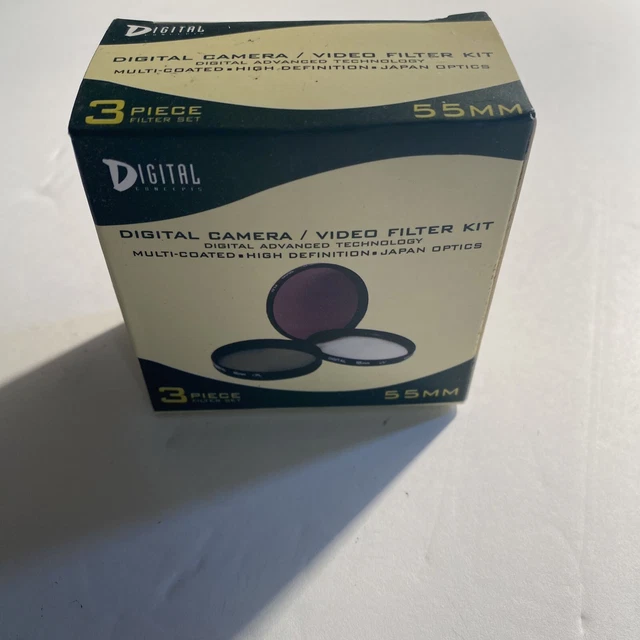 DIGITAL
DIGITAL CAMERA / VIDEO FILTER KIT
DIGITAL ADVANCED TECHNOLOGY
MULTI-COATED▪HIGH-DEFINITION▪JAPAN OPTICS
3 PIECE
FILTER SET
55MM
DIGITAL
CONCEPTS
DIGITAL CAMERA / VIDEO FILTER KIT
DIGITAL ADVANCED TECHNOLOGY
MULTI-COATED▪HIGH DEFINITION▪JAPAN OPTICS
3 PIECE
FILTER SET
55MM